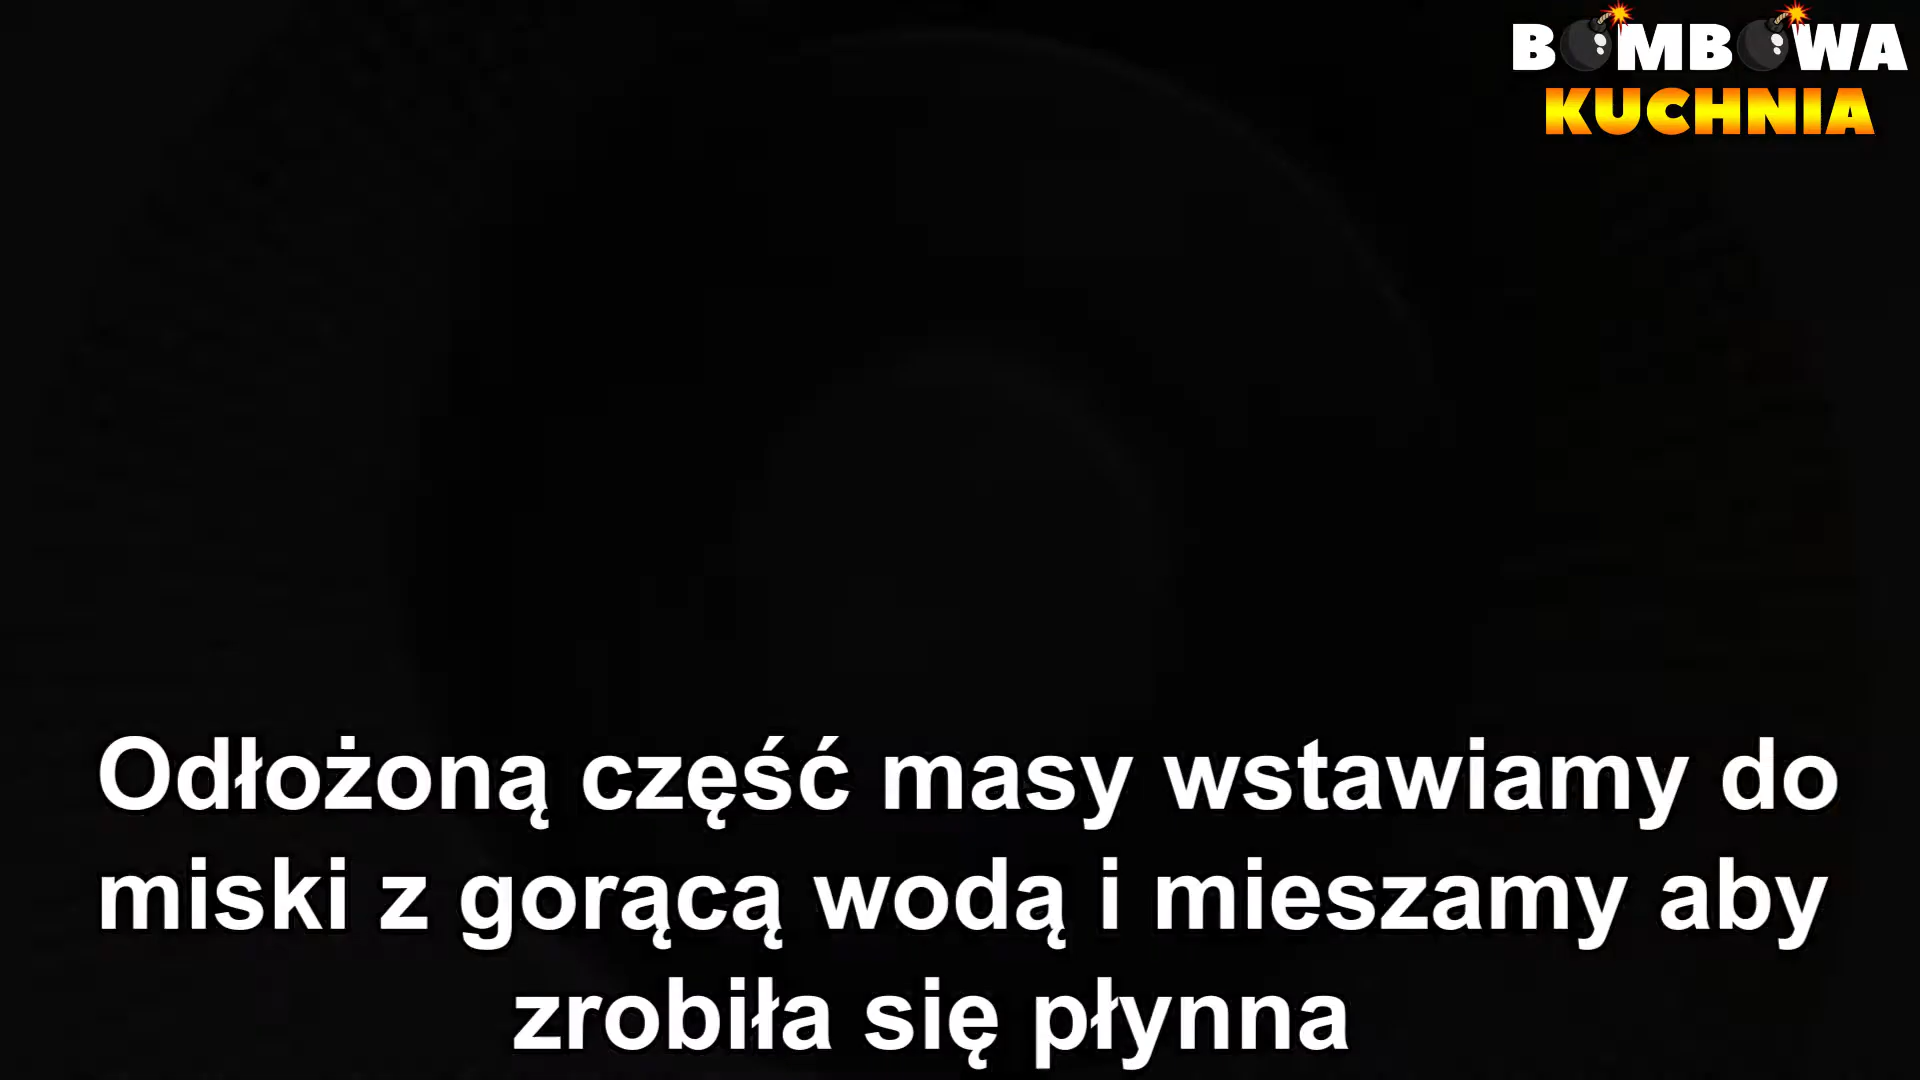 BOMBOWA
KUCHNIA
Odłożoną część masy wstawiamy do
miski z gorącą wodą i mieszamy aby
zrobiła się płynna